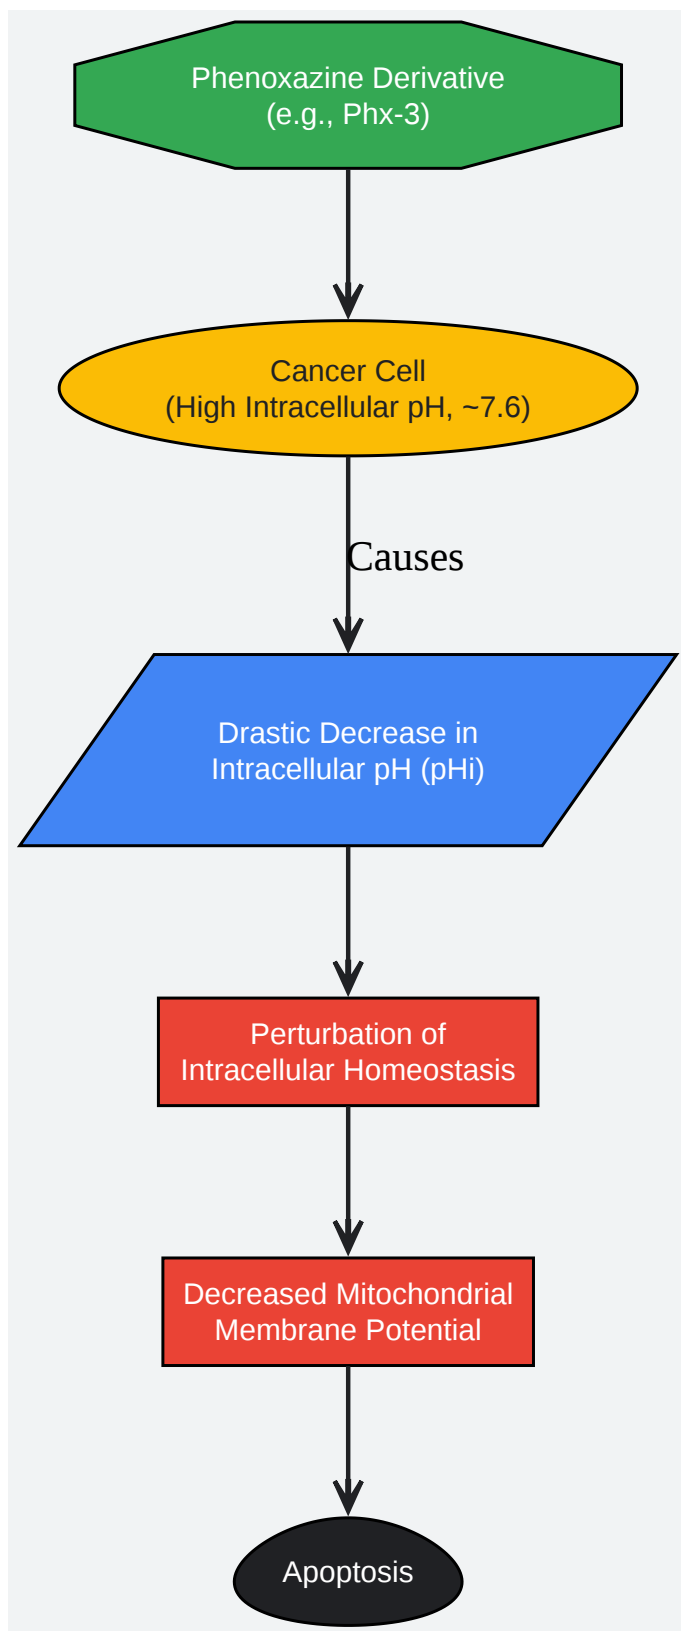 Phenoxazine Derivative
(e.g., Phx-3)
Cancer Cell
(High Intracellular pH, ~7.6)
Causes
Drastic Decrease in
Intracellular pH (pHi)
Perturbation of
Intracellular Homeostasis
Decreased Mitochondrial
Membrane Potential
Apoptosis